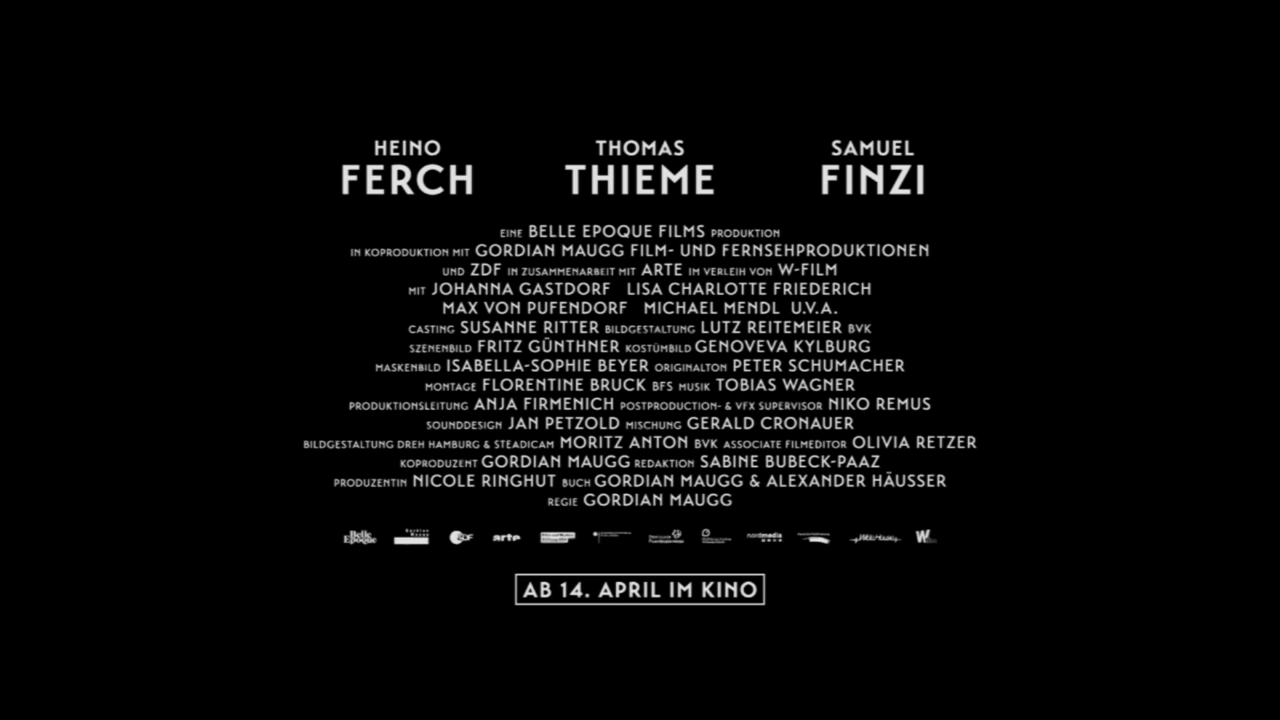 HEINO THOMAS SAMUEL
FERCH THIEME FINZI
EINE BELLE EPOQUE FILMS PRODUKTION
IN KOPRODUKTION MIT GORDIAN MAUGG FILM- UND FERNSEHPRODUKTIONEN
UND ZDF IN ZUSAMMENARBEIT MIT ARTE IM VERLEIH VON W-FILM
MIT JOHANNA GASTDORF LISA CHARLOTTE FRIEDERICH
MAX VON PUFENDORF MICHAEL MENDL U.V.A.
CASTING SUSANNE RITTER BILDGESTALTUNG LUTZ REITEMEIER BVK
SZENENBILD FRITZ GÜNTHNER KOSTÜMBILD GENOVEVA KYLBURG
MASKENBILD ISABELLA-SOPHIE BEYER ORIGINALTON PETER SCHUMACHER
MONTAGE FLORENTINE BRUCK BFS MUSIK TOBIAS WAGNER
PRODUKTIONSLEITUNG ANJA FIRMENICH POSTPRODUCTION- & VFX SUPERVISOR NIKO REMUS
SOUNDDESIGN JAN PETZOLD MISCHUNG GERALD CRONAUER
BILDGESTALTUNG DREH HAMBURG & STEADICAM MORITZ ANTON BVK ASSOCIATE FILMEDITOR OLIVIA RETZER
KOPRODUZENT GORDIAN MAUGG REDAKTION SABINE BUBECK-PAAZ
PRODUZENTIN NICOLE RINGHUT BUCH GORDIAN MAUGG & ALEXANDER HÄUSSER
REGIE GORDIAN MAUGG
Belle Epoque Gordian Maugg ZDF arte nordmedia W
AB 14. APRIL IM KINO